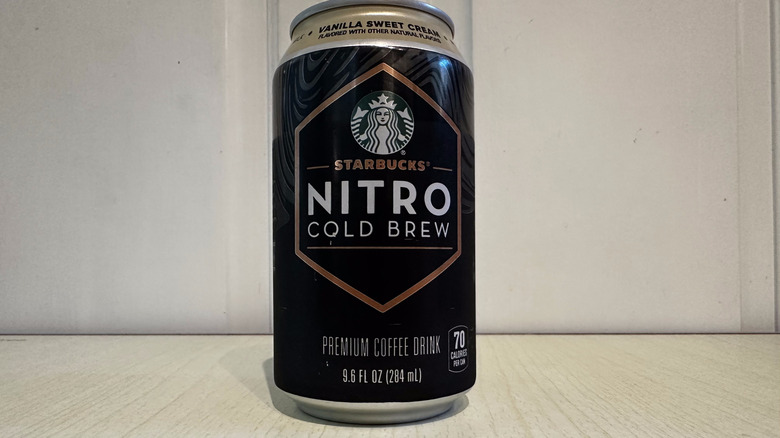 VANILLA SWEET CREAM
FLAVORED WITH OTHER NATURAL FLAVORS
STARBUCKS®
NITRO
COLD BREW
PREMIUM COFFEE DRINK
70
CALORIES
PER CAN
9.6 FL OZ (284 mL)